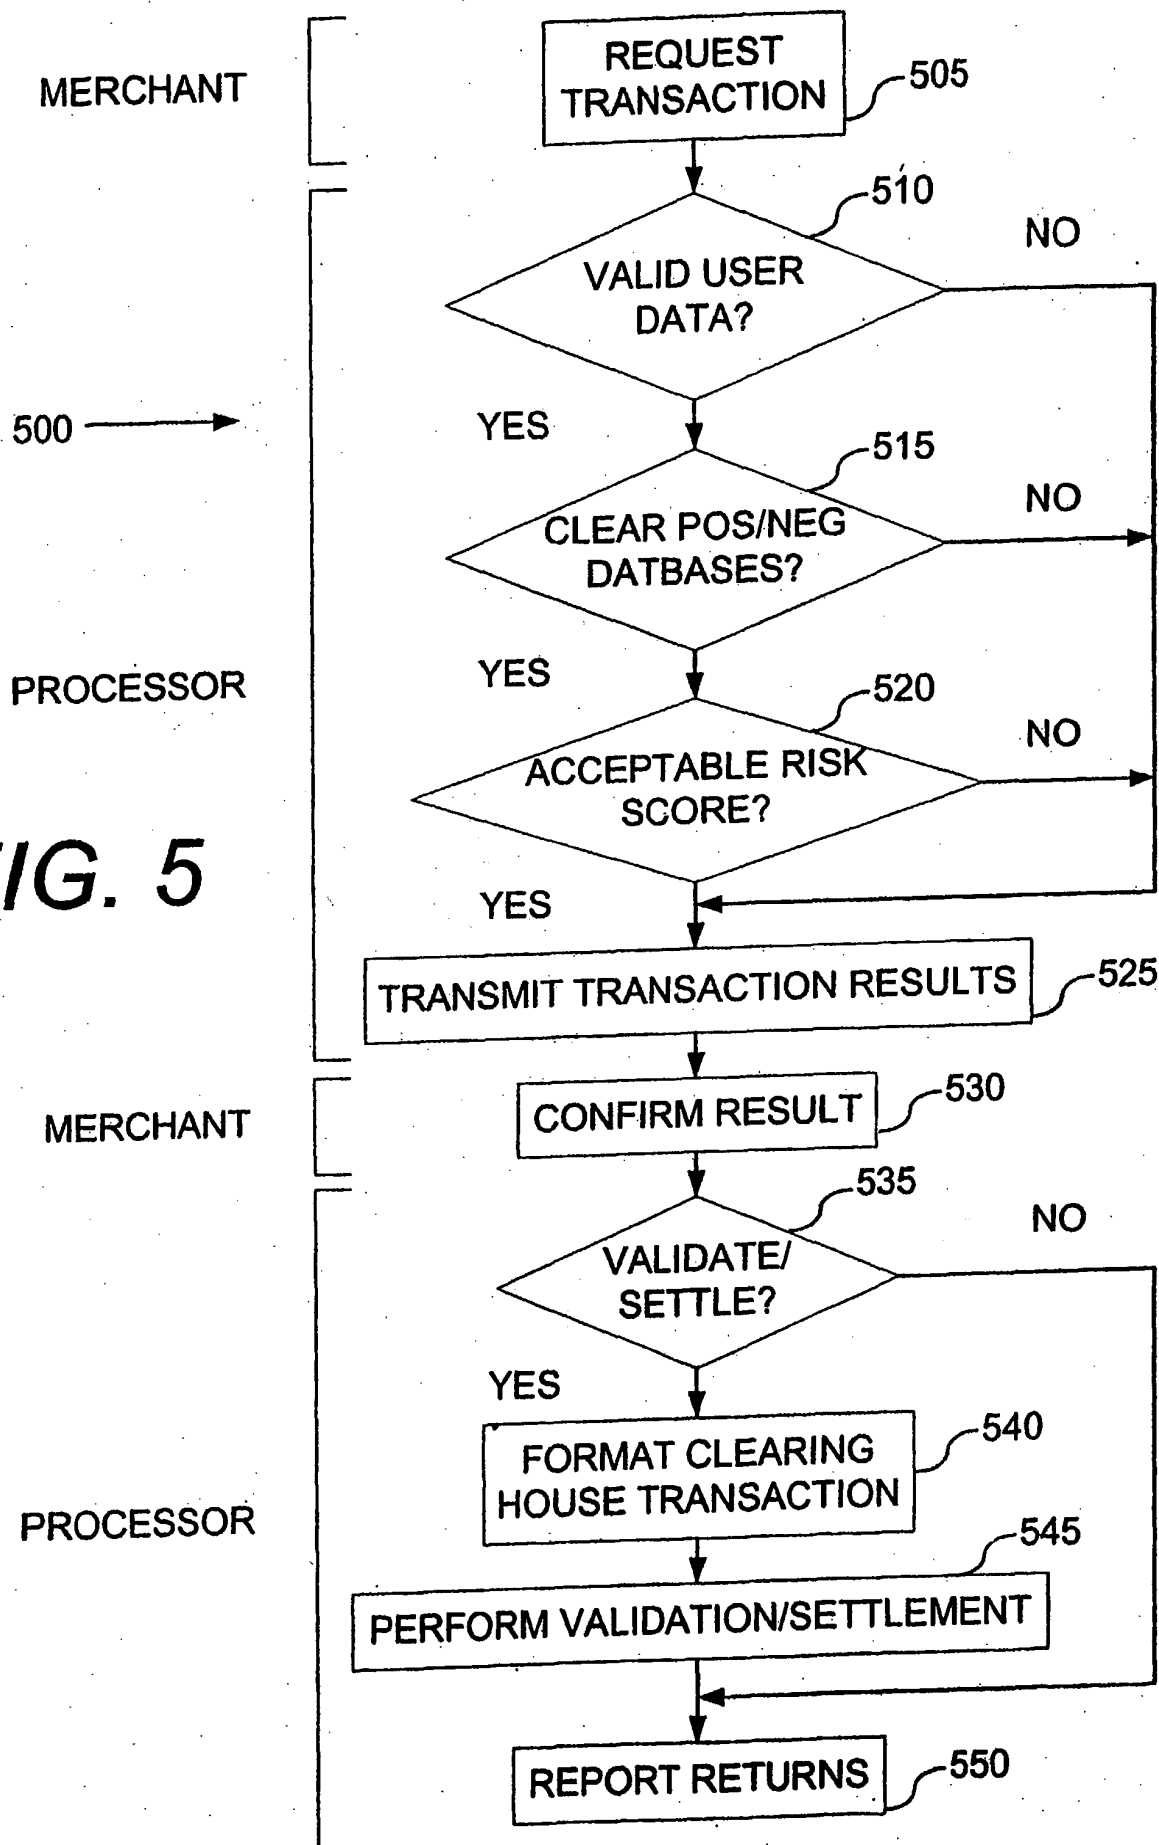 MERCHANT
REQUEST
TRANSACTION
505
510
VALID USER
DATA?
NO
500
YES
515
CLEAR POS/NEG
DATBASES?
NO
PROCESSOR
YES
520
ACCEPTABLE RISK
SCORE?
NO
IG. 5
YES
TRANSMIT TRANSACTION RESULTS
525
MERCHANT
CONFIRM RESULT
530
535
VALIDATE/
SETTLE?
NO
YES
FORMAT CLEARING
HOUSE TRANSACTION
540
PROCESSOR
545
PERFORM VALIDATION/SETTLEMENT
REPORT RETURNS
550